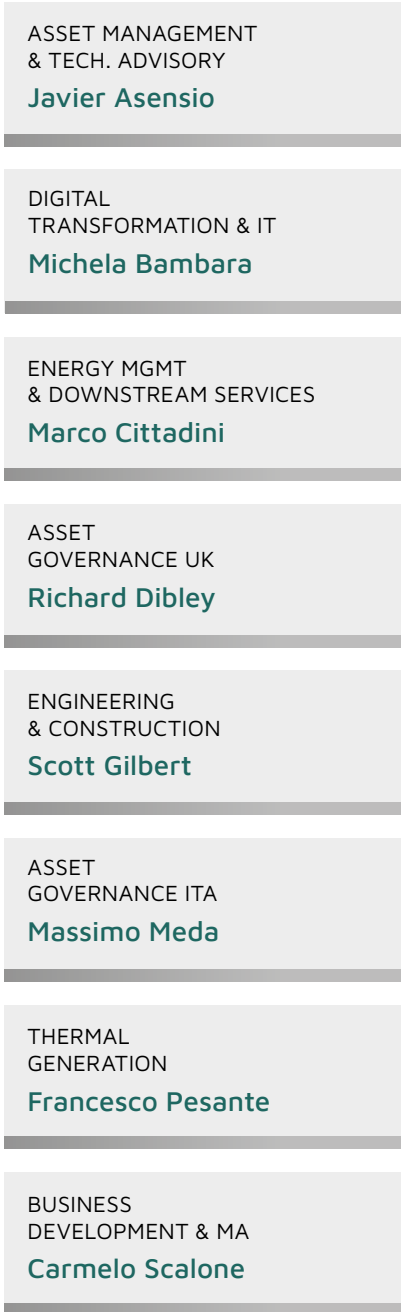 ASSET MANAGEMENT
& TECH. ADVISORY
Javier Asensio
DIGITAL
TRANSFORMATION & IT
Michela Bambara
ENERGY MGMT
& DOWNSTREAM SERVICES
Marco Cittadini
ASSET
GOVERNANCE UK
Richard Dibley
ENGINEERING
& CONSTRUCTION
Scott Gilbert
ASSET
GOVERNANCE ITA
Massimo Meda
THERMAL
GENERATION
Francesco Pesante
BUSINESS
DEVELOPMENT & MA
Carmelo Scalone